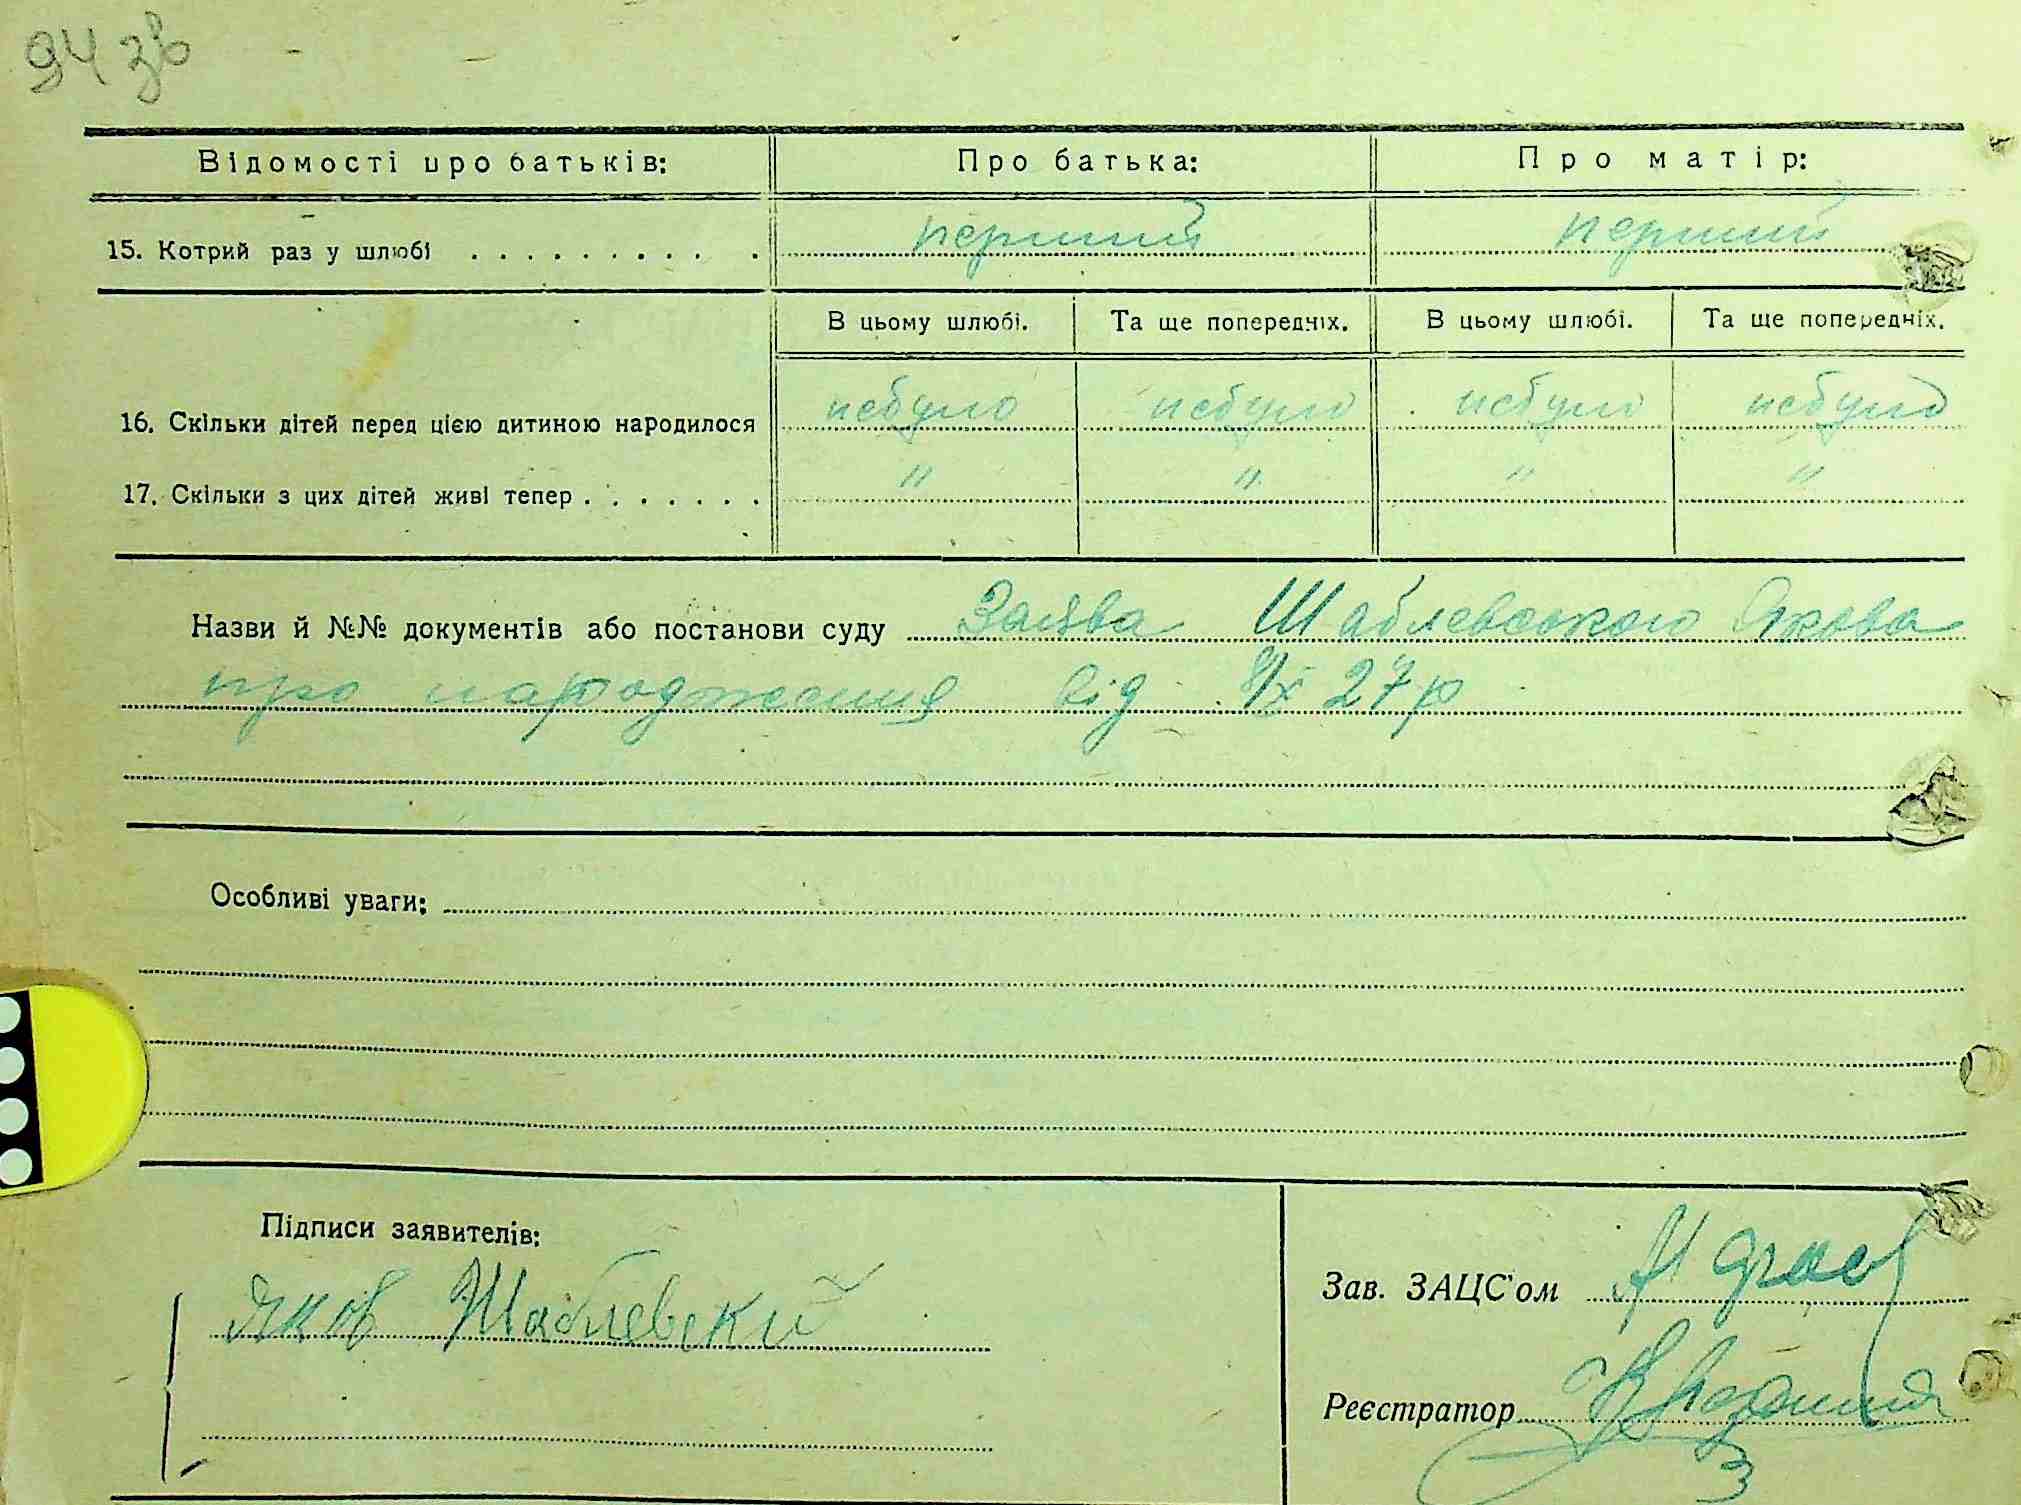 94 зв
Відомості про батьків: Про батька: Про матір:
15. Котрий раз у шлюбі . . . . . . . . . . перший перший
В цьому шлюбі. Та ще попередніх. В цьому шлюбі. Та ще попередніх.
16. Скільки дітей перед цією дитиною народилося небуло небуло небуло небуло
17. Скільки з цих дітей живі тепер . . . . . . . " " " "
Назви й №№ документів або постанови суду Заява Шаблевського Якова
про народження від 8/X 27 р
Особливі уваги:
Підписи заявителів:
Зав. ЗАЦС'ом
Яков Шаблевский
Реєстратор